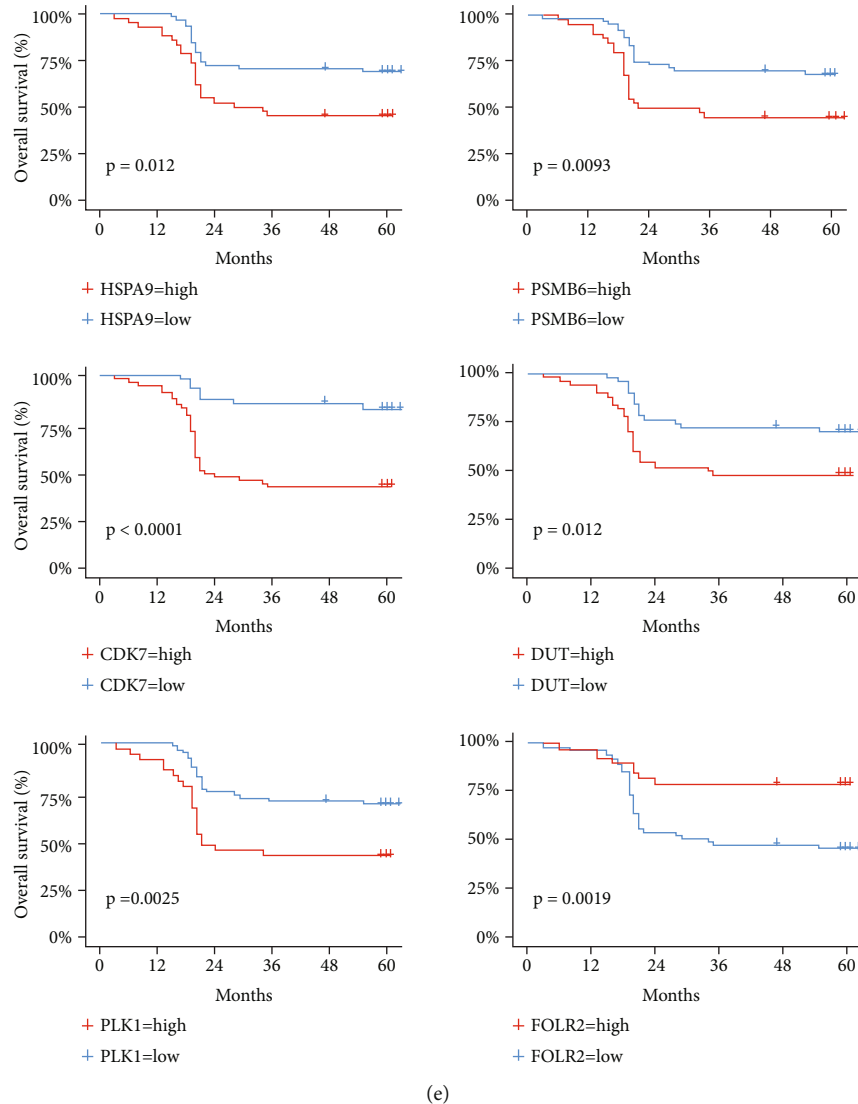 100%
75%
50%
25%
0%
Overall survival (%)
p = 0.012
0 12 24 36 48 60
Months
HSPA9=high
HSPA9=low
100%
75%
50%
25%
0%
p = 0.0093
0 12 24 36 48 60
Months
PSMB6=high
PSMB6=low
100%
75%
50%
25%
0%
Overall survival (%)
p < 0.0001
0 12 24 36 48 60
Months
CDK7=high
CDK7=low
100%
75%
50%
25%
0%
p = 0.012
0 12 24 36 48 60
Months
DUT=high
DUT=low
100%
75%
50%
25%
0%
Overall survival (%)
p =0.0025
0 12 24 36 48 60
Months
PLK1=high
PLK1=low
100%
75%
50%
25%
0%
p = 0.0019
0 12 24 36 48 60
Months
FOLR2=high
FOLR2=low
(e)